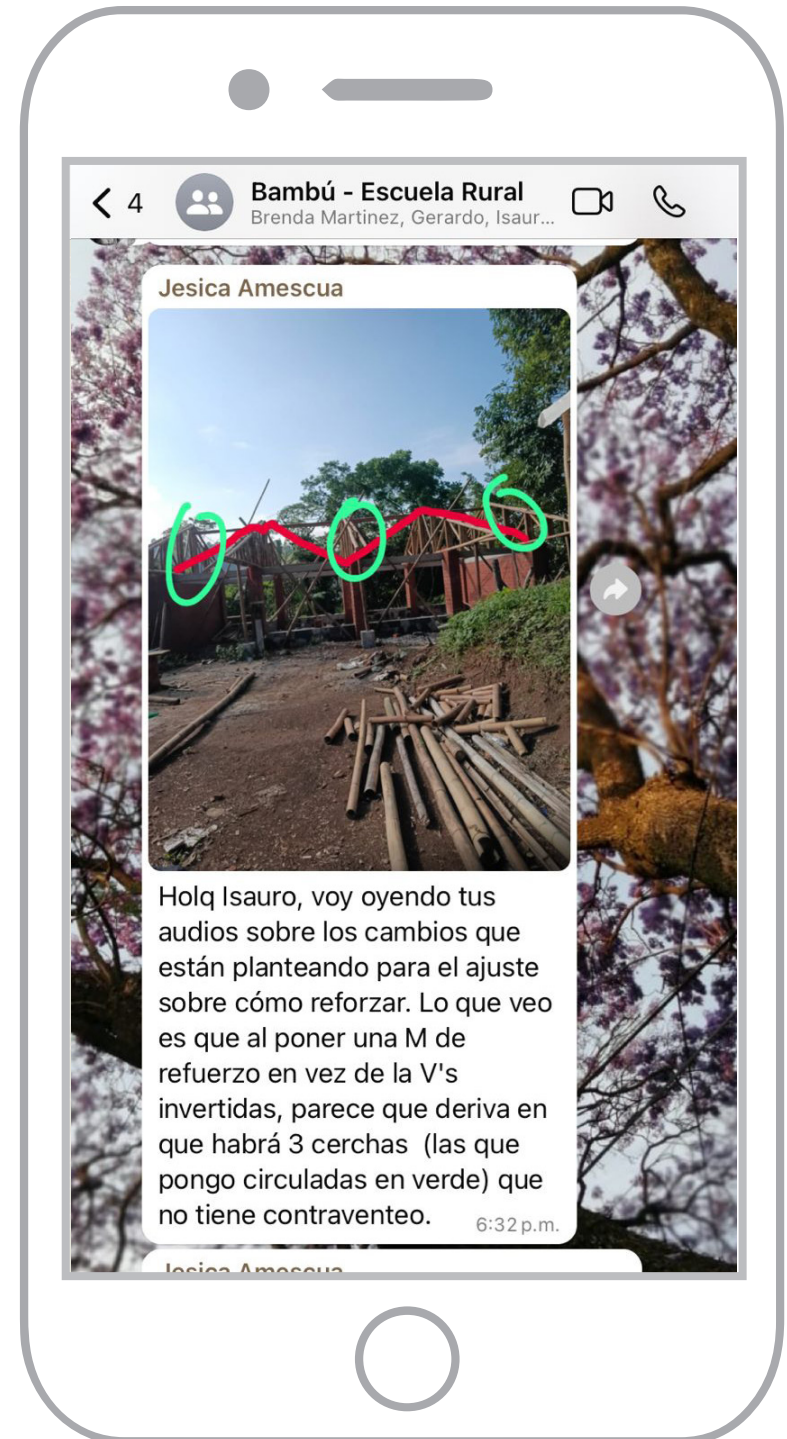 4
Bambú - Escuela Rural
Brenda Martinez, Gerardo, Isaur...
Jesica Amescua
Holq Isauro, voy oyendo tus
audios sobre los cambios que
están planteando para el ajuste
sobre cómo reforzar. Lo que veo
es que al poner una M de
refuerzo en vez de la V's
invertidas, parece que deriva en
que habrá 3 cerchas (las que
pongo circuladas en verde) que
no tiene contraventeo.
6:32 p.m.
Jesica Amescua